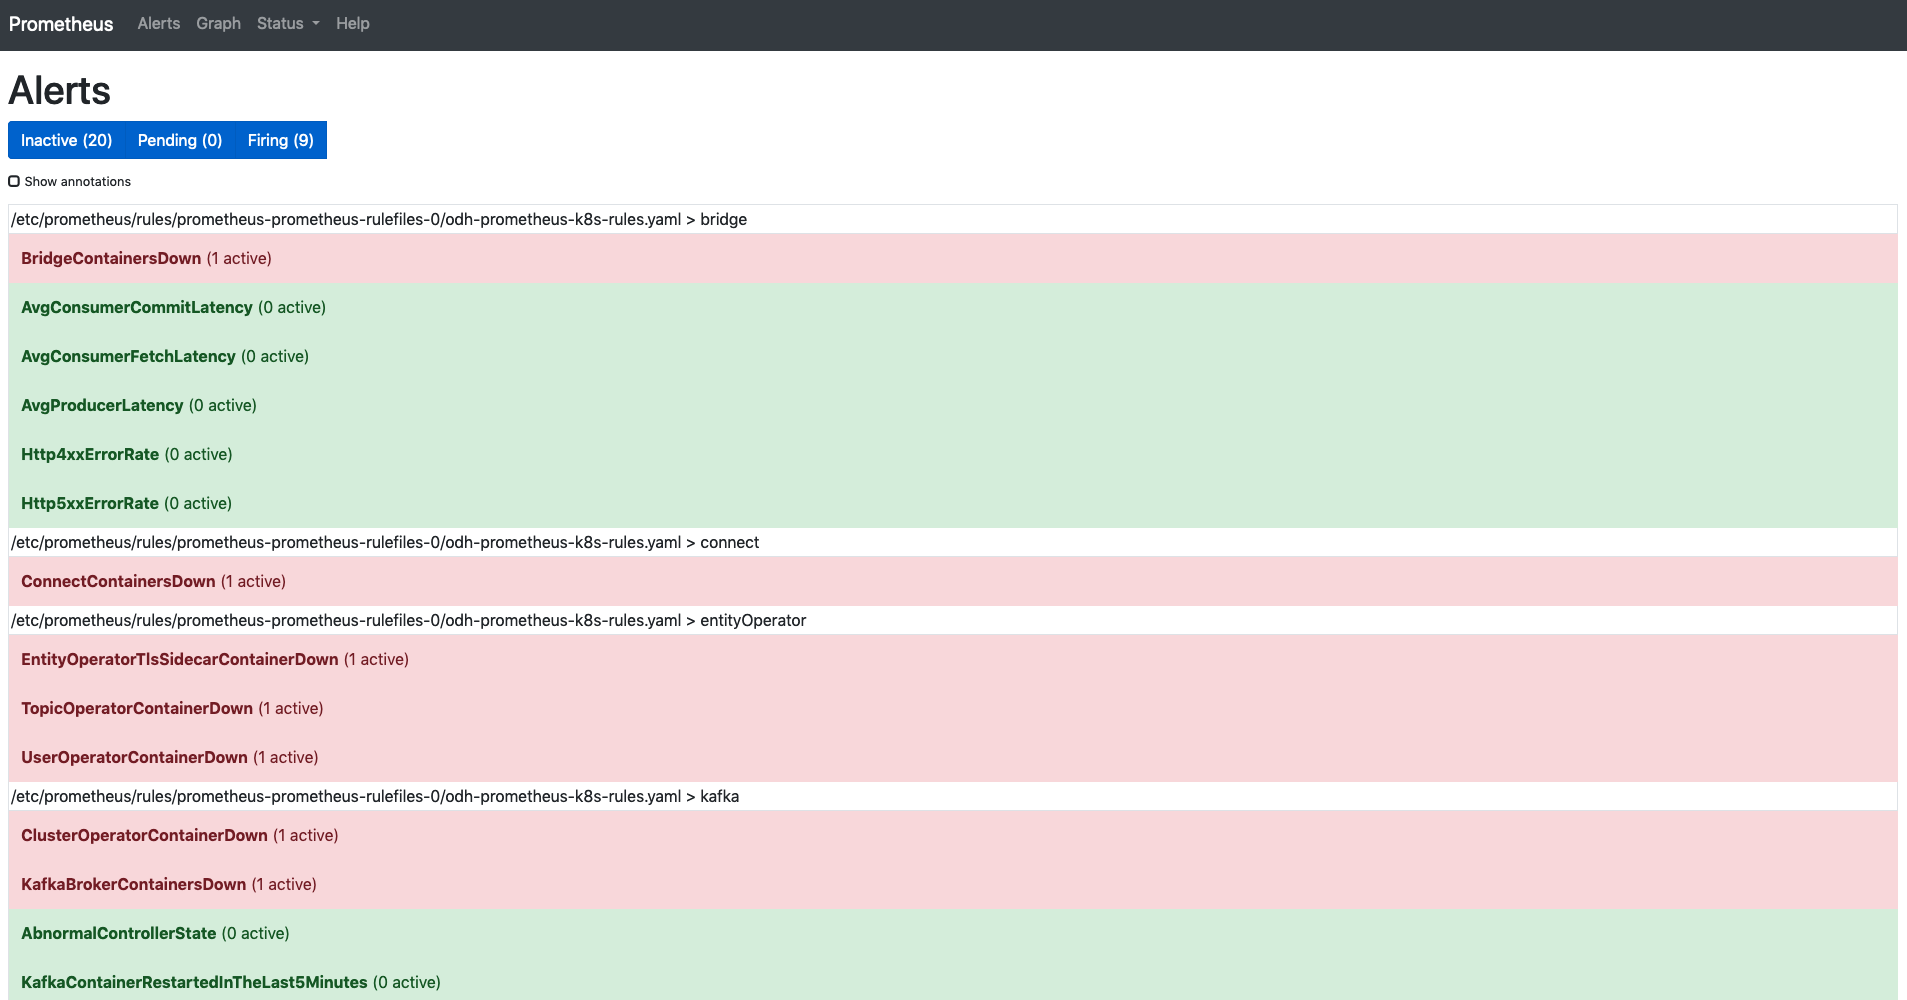 Prometheus Alerts Graph Status Help
Alerts
Inactive (20) Pending (0) Firing (9)
Show annotations
/etc/prometheus/rules/prometheus-prometheus-rulefiles-0/odh-prometheus-k8s-rules.yaml > bridge
BridgeContainersDown (1 active)
AvgConsumerCommitLatency (0 active)
AvgConsumerFetchLatency (0 active)
AvgProducerLatency (0 active)
Http4xxErrorRate (0 active)
Http5xxErrorRate (0 active)
/etc/prometheus/rules/prometheus-prometheus-rulefiles-0/odh-prometheus-k8s-rules.yaml > connect
ConnectContainersDown (1 active)
/etc/prometheus/rules/prometheus-prometheus-rulefiles-0/odh-prometheus-k8s-rules.yaml > entityOperator
EntityOperatorTlsSidecarContainerDown (1 active)
TopicOperatorContainerDown (1 active)
UserOperatorContainerDown (1 active)
/etc/prometheus/rules/prometheus-prometheus-rulefiles-0/odh-prometheus-k8s-rules.yaml > kafka
ClusterOperatorContainerDown (1 active)
KafkaBrokerContainersDown (1 active)
AbnormalControllerState (0 active)
KafkaContainerRestartedInTheLast5Minutes (0 active)